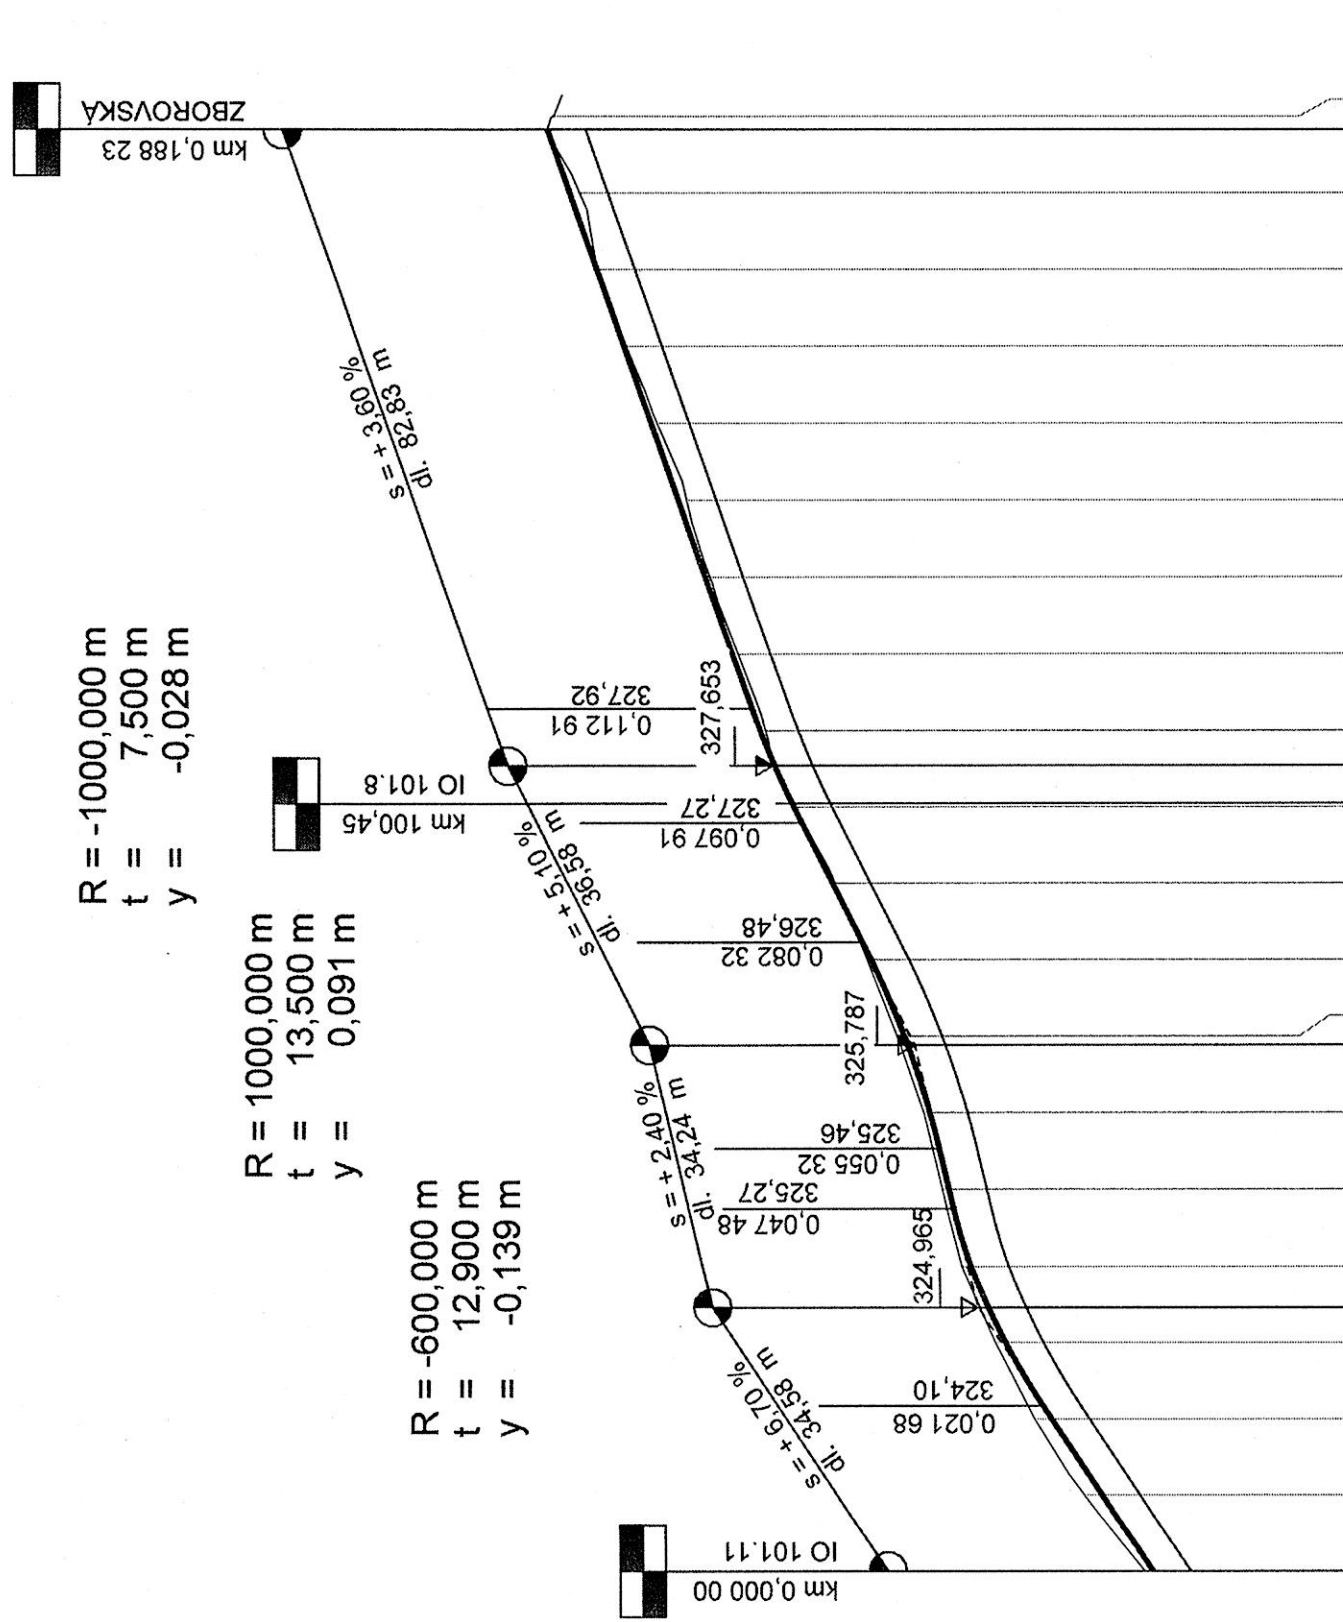 ZBOROVSKÁ
km 0,188 23
s = + 3,60 %
dl. 82,83 m
R = -1000,000 m
t = 7,500 m
y = -0,028 m
327,92
0,112 91
327,653
IO 101.8
km 100,45
327,27
0,097 91
s = + 5,10 %
dl. 36,58 m
R = 1000,000 m
t = 13,500 m
y = 0,091 m
326,48
0,082 32
325,787
s = + 2,40 %
dl. 34,24 m
325,46
0,055 32
325,27
0,047 48
R = -600,000 m
t = 12,900 m
y = -0,139 m
324,965
s = + 6,70 %
dl. 34,58 m
324,10
0,021 68
IO 101.11
km 0,000 00